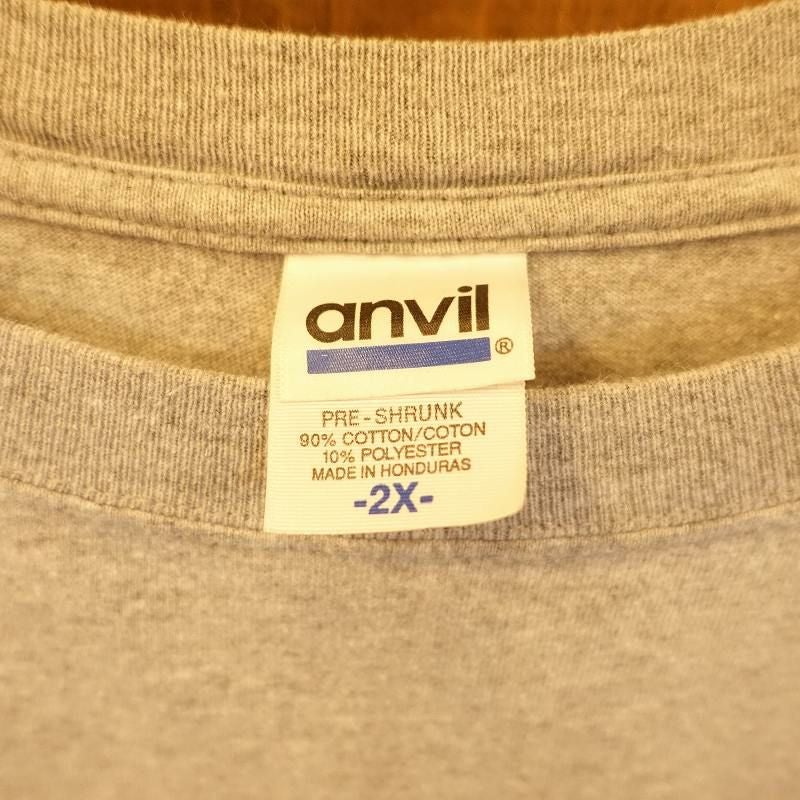 anvil
®
PRE-SHRUNK
90% COTTON/COTON
10% POLYESTER
MADE IN HONDURAS
-2X-